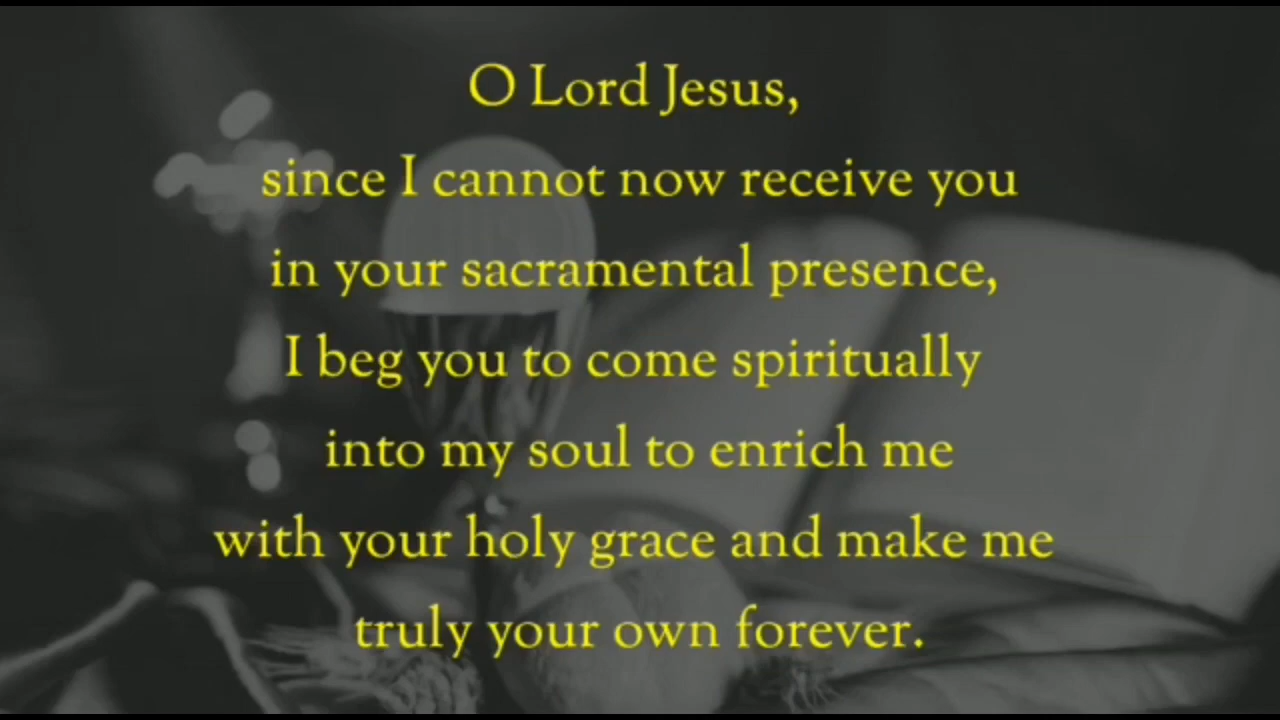 O Lord Jesus,
since I cannot now receive you
in your sacramental presence,
I beg you to come spiritually
into my soul to enrich me
with your holy grace and make me
truly your own forever.